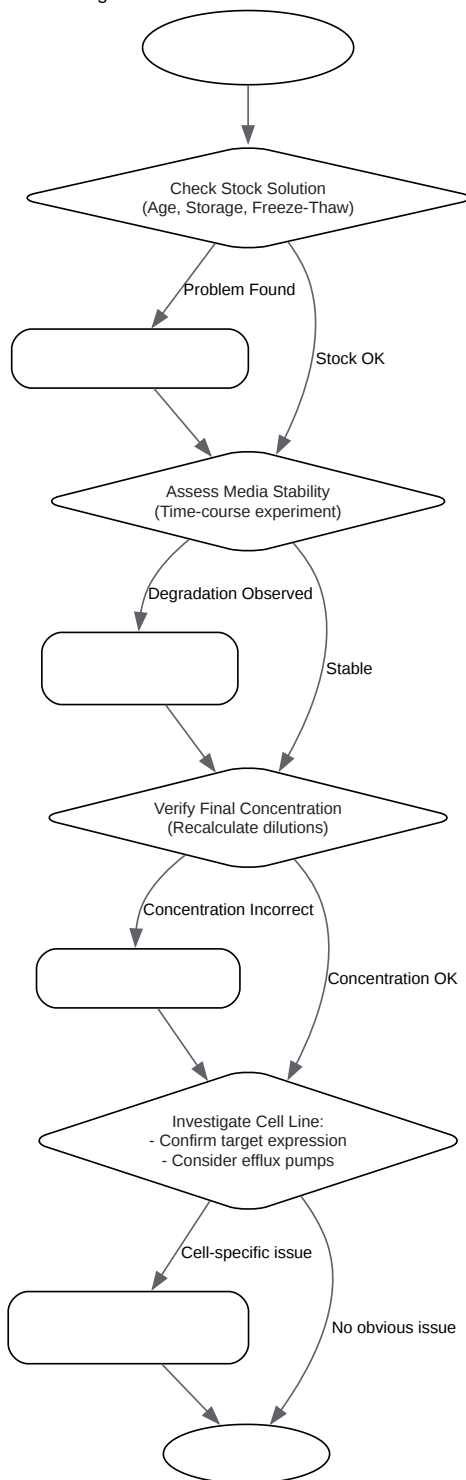 Check Stock Solution
(Age, Storage, Freeze-Thaw)
Problem Found
Stock OK
Assess Media Stability
(Time-course experiment)
Degradation Observed
Stable
Verify Final Concentration
(Recalculate dilutions)
Concentration Incorrect
Concentration OK
Investigate Cell Line:
- Confirm target expression
- Consider efflux pumps
Cell-specific issue
No obvious issue